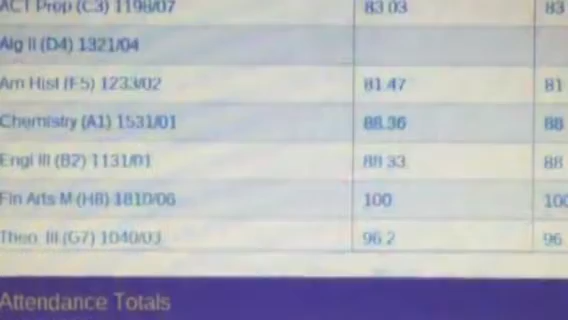 ACT Prep (C3) 1198/07 83.03 83
Alg II (D4) 1321/04
Am Hist (F5) 1233/02 81.47 81
Chemistry (A1) 1531/01 88.36 88
Engl III (B2) 1131/01 88.33 88
Fin Arts M (H8) 1810/06 100 100
Theo. III (G7) 1040/03 96.2 96
Attendance Totals